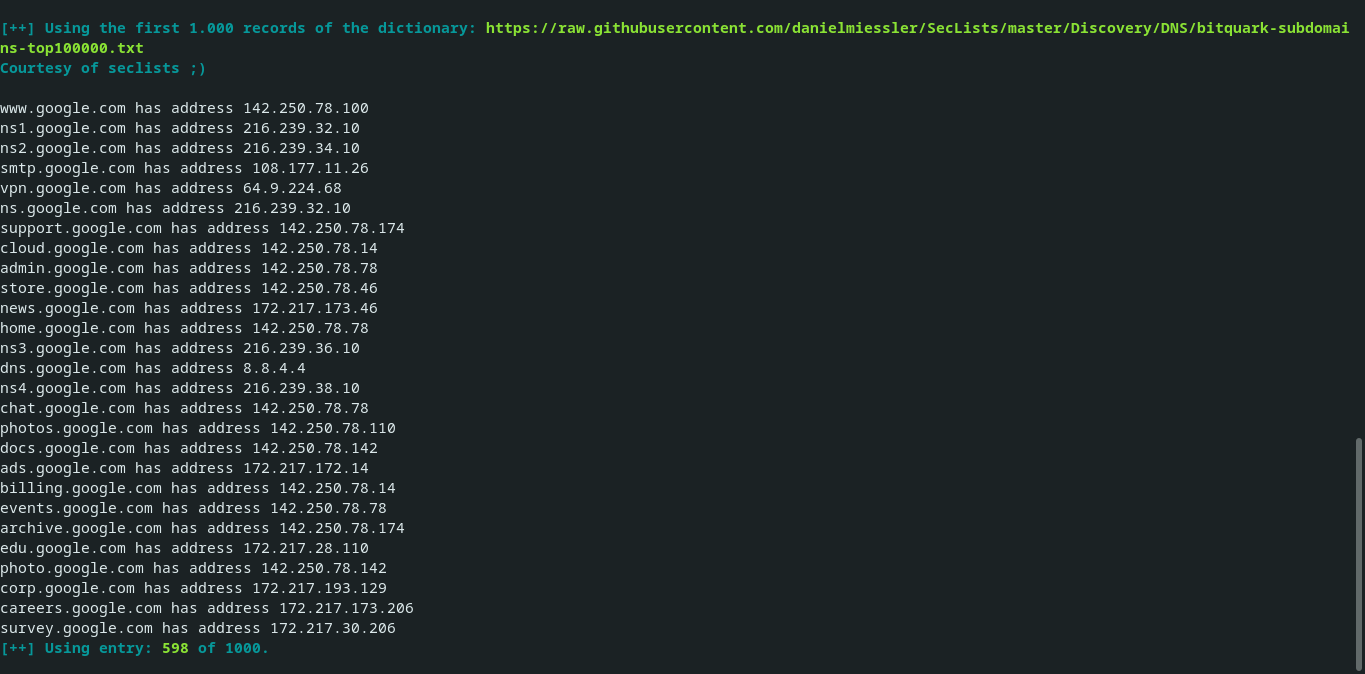 [++] Using the first 1.000 records of the dictionary: https://raw.githubusercontent.com/danielmiessler/SecLists/master/Discovery/DNS/bitquark-subdomai
ns-top100000.txt
Courtesy of seclists ;)
www.google.com has address 142.250.78.100
ns1.google.com has address 216.239.32.10
ns2.google.com has address 216.239.34.10
smtp.google.com has address 108.177.11.26
vpn.google.com has address 64.9.224.68
ns.google.com has address 216.239.32.10
support.google.com has address 142.250.78.174
cloud.google.com has address 142.250.78.14
admin.google.com has address 142.250.78.78
store.google.com has address 142.250.78.46
news.google.com has address 172.217.173.46
home.google.com has address 142.250.78.78
ns3.google.com has address 216.239.36.10
dns.google.com has address 8.8.4.4
ns4.google.com has address 216.239.38.10
chat.google.com has address 142.250.78.78
photos.google.com has address 142.250.78.110
docs.google.com has address 142.250.78.142
ads.google.com has address 172.217.172.14
billing.google.com has address 142.250.78.14
events.google.com has address 142.250.78.78
archive.google.com has address 142.250.78.174
edu.google.com has address 172.217.28.110
photo.google.com has address 142.250.78.142
corp.google.com has address 172.217.193.129
careers.google.com has address 172.217.173.206
survey.google.com has address 172.217.30.206
[++] Using entry: 598 of 1000.